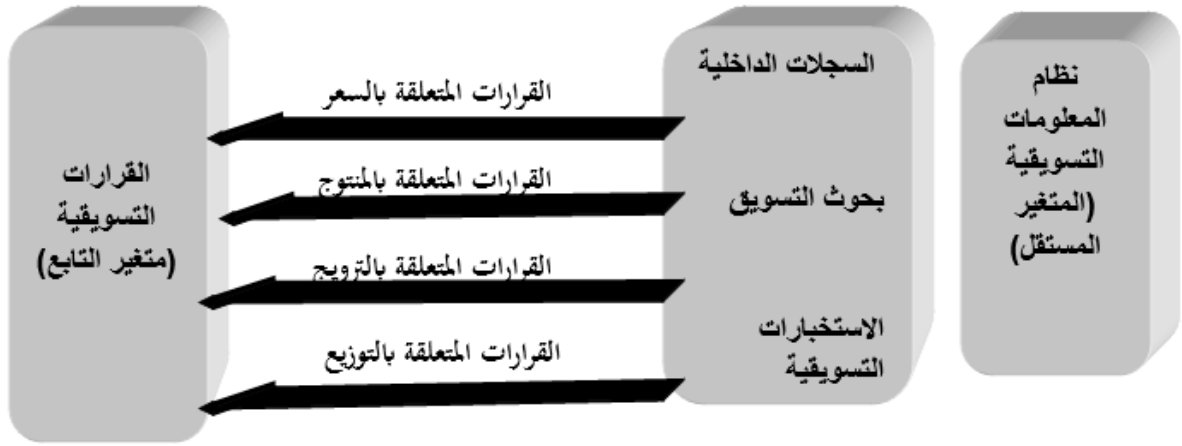 نظام
المعلومات
التسويقية
(المتغير
المستقل)
السجلات الداخلية
بحوث التسويق
الاستخبارات
التسويقية
القرارات المتعلقة بالسعر
القرارات المتعلقة بالمنتوج
القرارات المتعلقة بالترويج
القرارات المتعلقة بالتوزيع
القرارات
التسويقية
(متغير التابع)